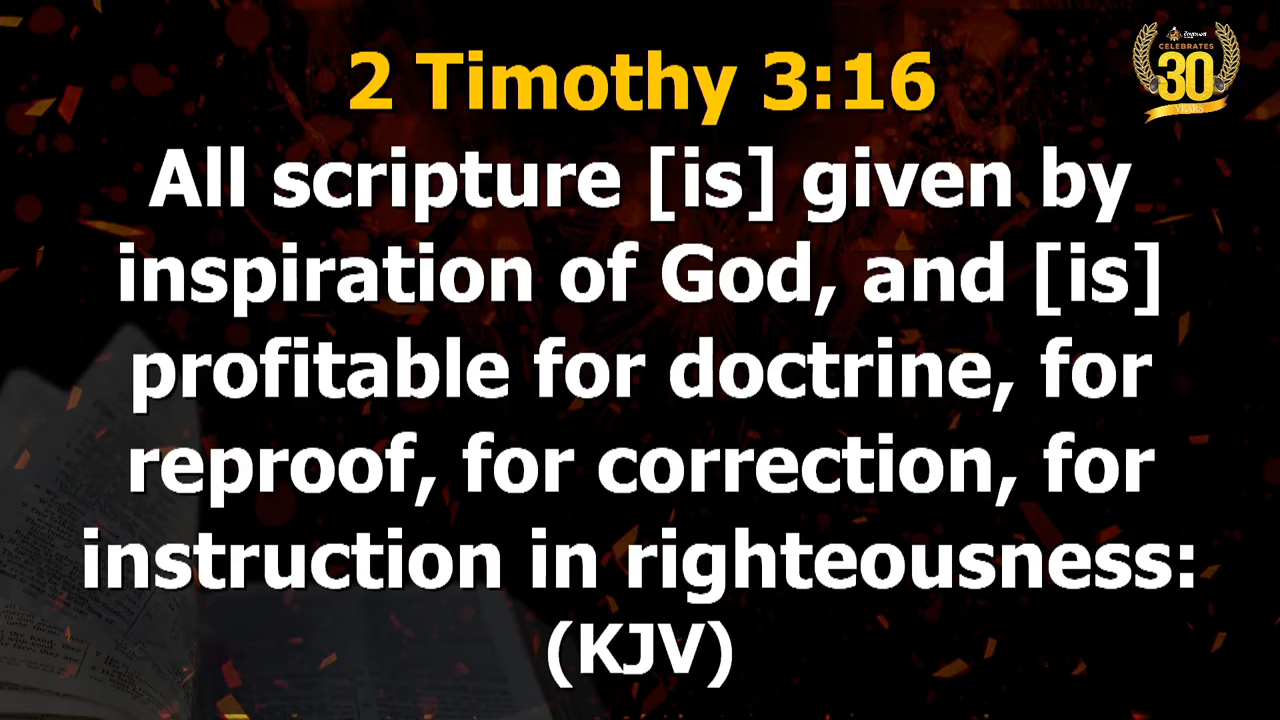 2 Timothy 3:16
All scripture [is] given by
inspiration of God, and [is]
profitable for doctrine, for
reproof, for correction, for
instruction in righteousness:
(KJV)
CELEBRATES
30
YEARS